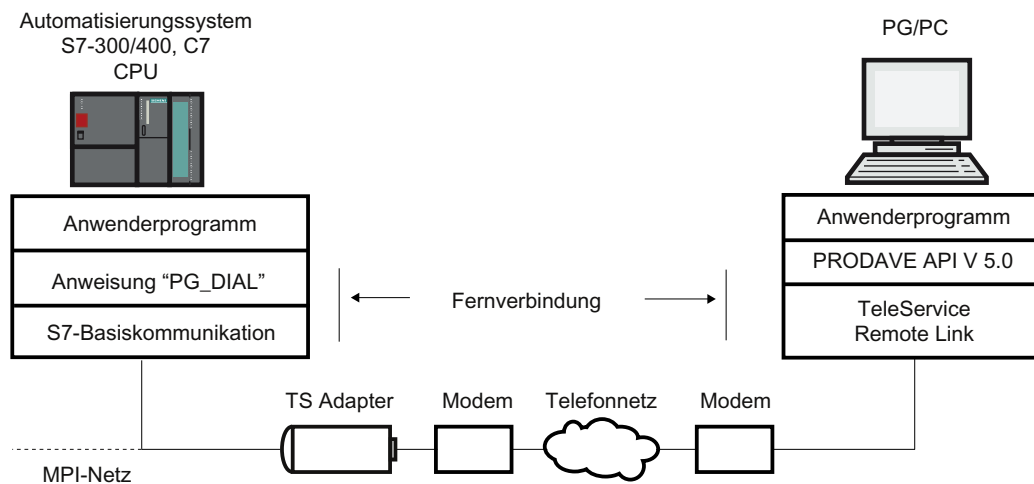 Automatisierungssystem
S7-300/400, C7
CPU
PG/PC
Anwenderprogramm
Anweisung “PG_DIAL”
S7-Basiskommunikation
Fernverbindung
Anwenderprogramm
PRODAVE API V 5.0
TeleService
Remote Link
TS Adapter
Modem
Telefonnetz
Modem
MPI-Netz